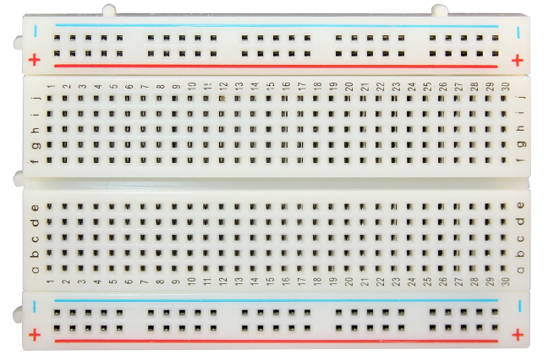 − −
+ +
1 2 3 4 5 6 7 8 9 10 11 12 13 14 15 16 17 18 19 20 21 22 23 24 25 26 27 28 29 30
j j
i i
h h
g g
f f
e e
d d
c c
b b
a a
1 2 3 4 5 6 7 8 9 10 11 12 13 14 15 16 17 18 19 20 21 22 23 24 25 26 27 28 29 30
− −
+ +